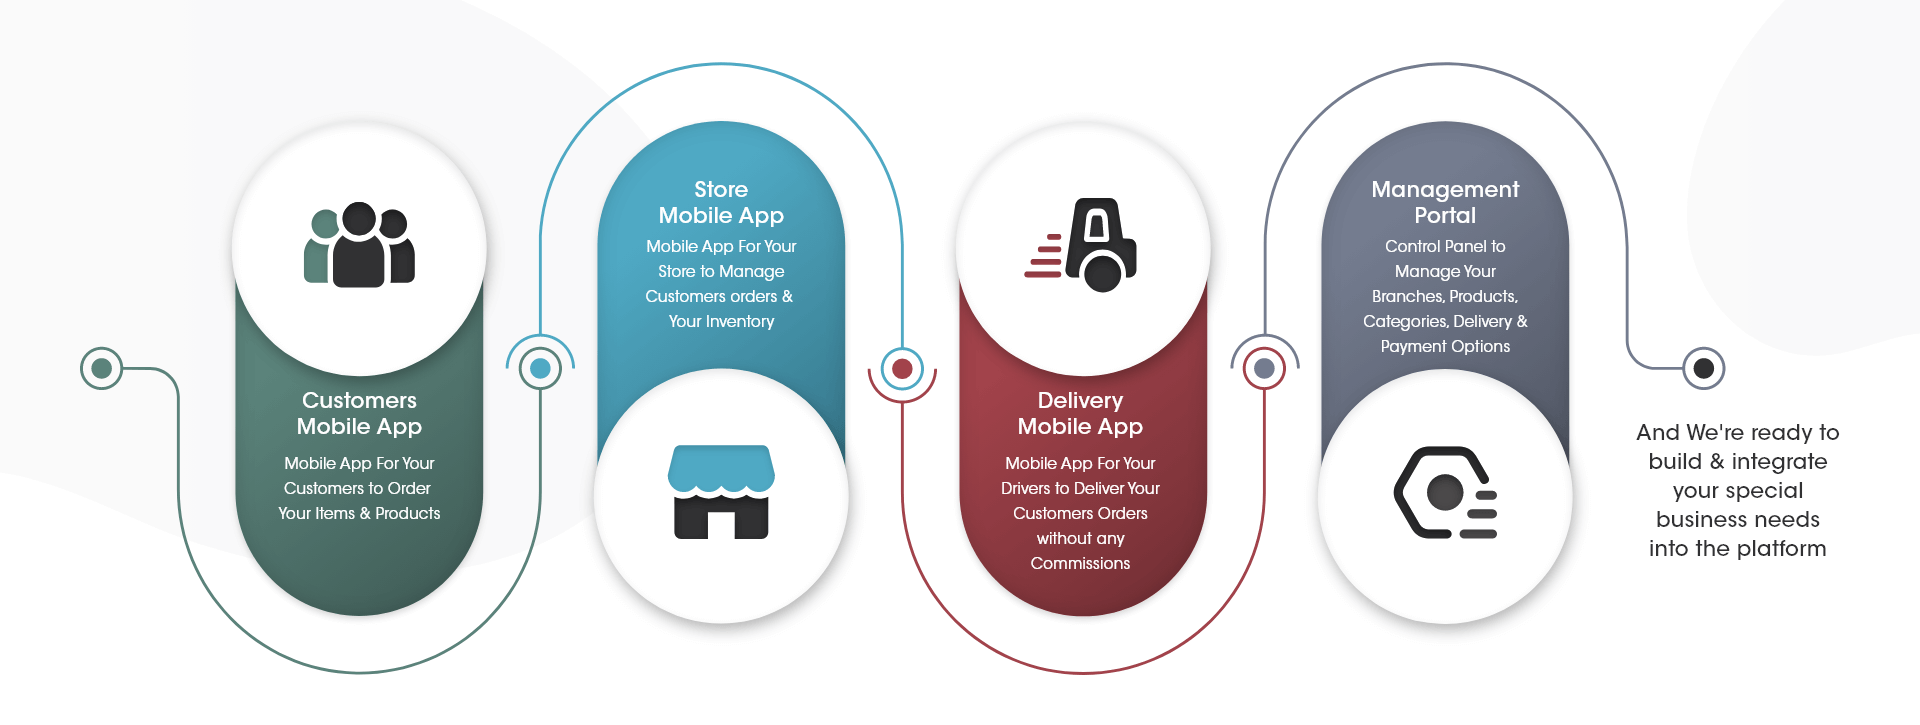 Customers
Mobile App
Mobile App For Your
Customers to Order
Your Items & Products
Store
Mobile App
Mobile App For Your
Store to Manage
Customers orders &
Your Inventory
Delivery
Mobile App
Mobile App For Your
Drivers to Deliver Your
Customers Orders
without any
Commissions
Management
Portal
Control Panel to
Manage Your
Branches, Products,
Categories, Delivery &
Payment Options
And We're ready to
build & integrate
your special
business needs
into the platform